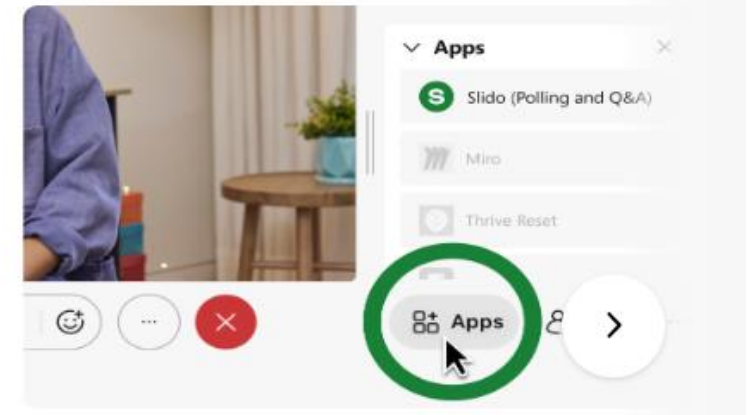 Apps
S Slido (Polling and Q&A)
Miro
Thrive Reset
Apps